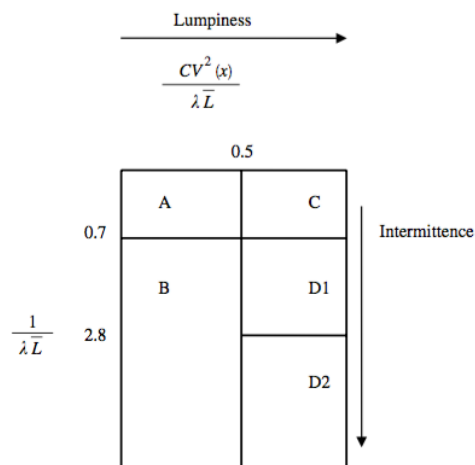 Lumpiness
CV²(x)
λL̄
0.5
A C
0.7 Intermittence
B D1
1
λL̄
2.8
D2